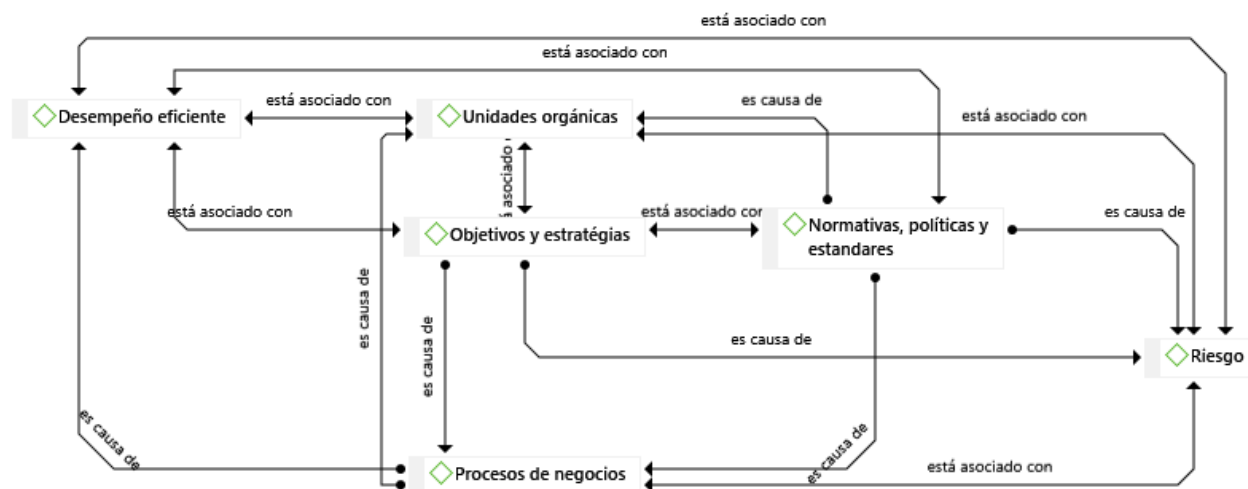 está asociado con
está asociado con
Desempeño eficiente
está asociado con
Unidades orgánicas
es causa de
está asociado con
asociado
está asociado con
Objetivos y estratégias
está asociado con
Normativas, políticas y
estandares
es causa de
es causa de
es causa de
es causa de
Riesgo
es causa de
es causa de
Procesos de negocios
está asociado con